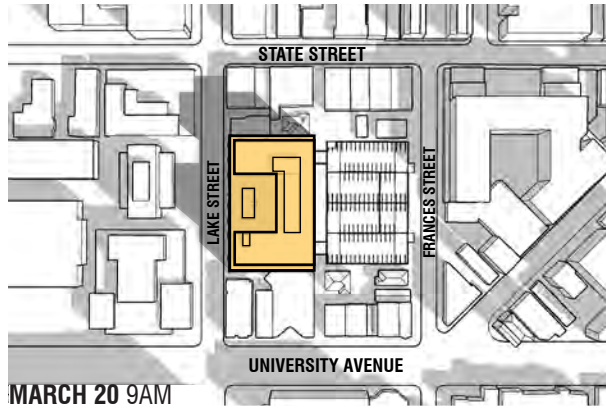 STATE STREET
LAKE STREET
FRANCES STREET
UNIVERSITY AVENUE
MARCH 20 9AM